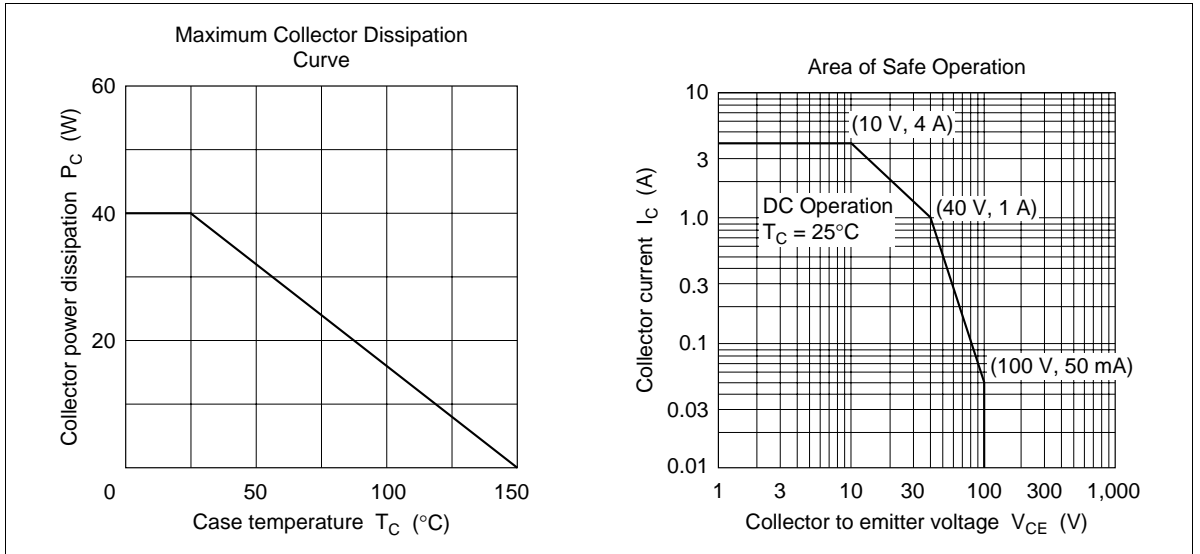 Maximum Collector Dissipation
Curve
60
40
20
0
50
100
150
Collector power dissipation P_C (W)
Case temperature T_C (°C)
Area of Safe Operation
10
3
1.0
0.3
0.1
0.03
0.01
1
3
10
30
100
300
1,000
Collector current I_C (A)
Collector to emitter voltage V_CE (V)
(10 V, 4 A)
(40 V, 1 A)
(100 V, 50 mA)
DC Operation
T_C = 25°C